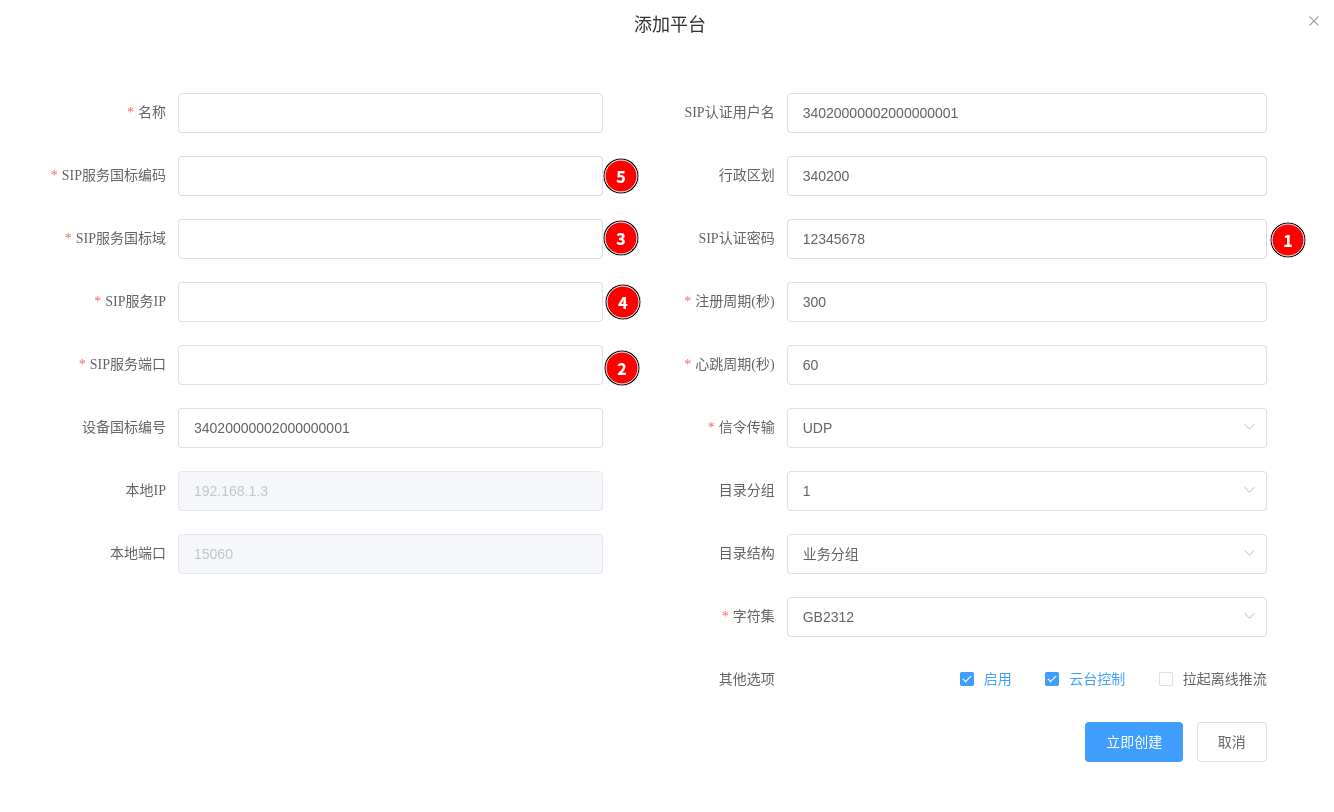 添加平台
* 名称
SIP认证用户名 34020000002000000001
* SIP服务国标编码 5
行政区划 340200
* SIP服务国标域 3
SIP认证密码 12345678 1
* SIP服务IP 4
* 注册周期(秒) 300
* SIP服务端口 2
* 心跳周期(秒) 60
设备国标编号 34020000002000000001
* 信令传输 UDP
本地IP 192.168.1.3
目录分组 1
本地端口 15060
目录结构 业务分组
* 字符集 GB2312
其他选项 启用 云台控制 拉起离线推流
立即创建 取消